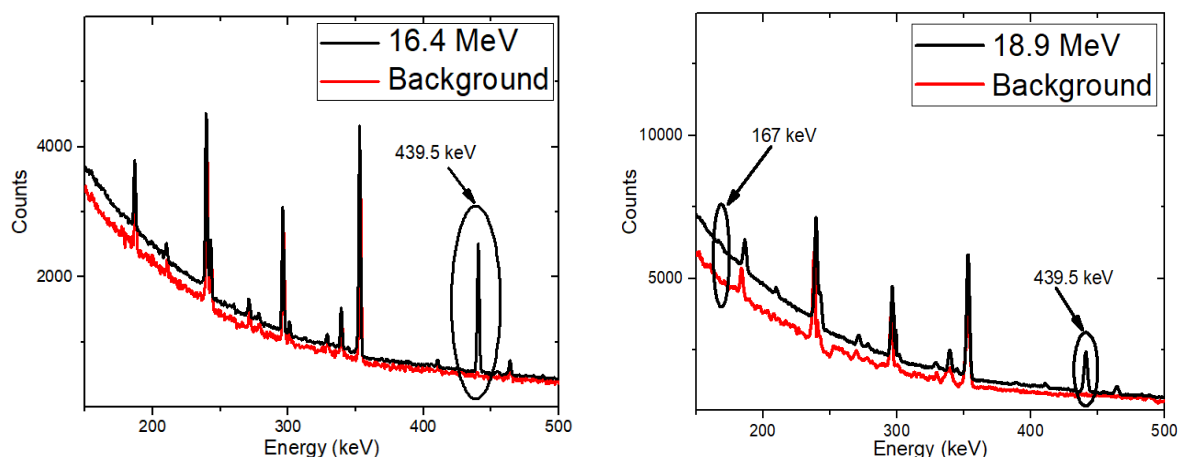 16.4 MeV
Background
439.5 keV
Counts
4000
2000
200
300
400
500
Energy (keV)
18.9 MeV
Background
167 keV
439.5 keV
Counts
10000
5000
200
300
400
500
Energy (keV)